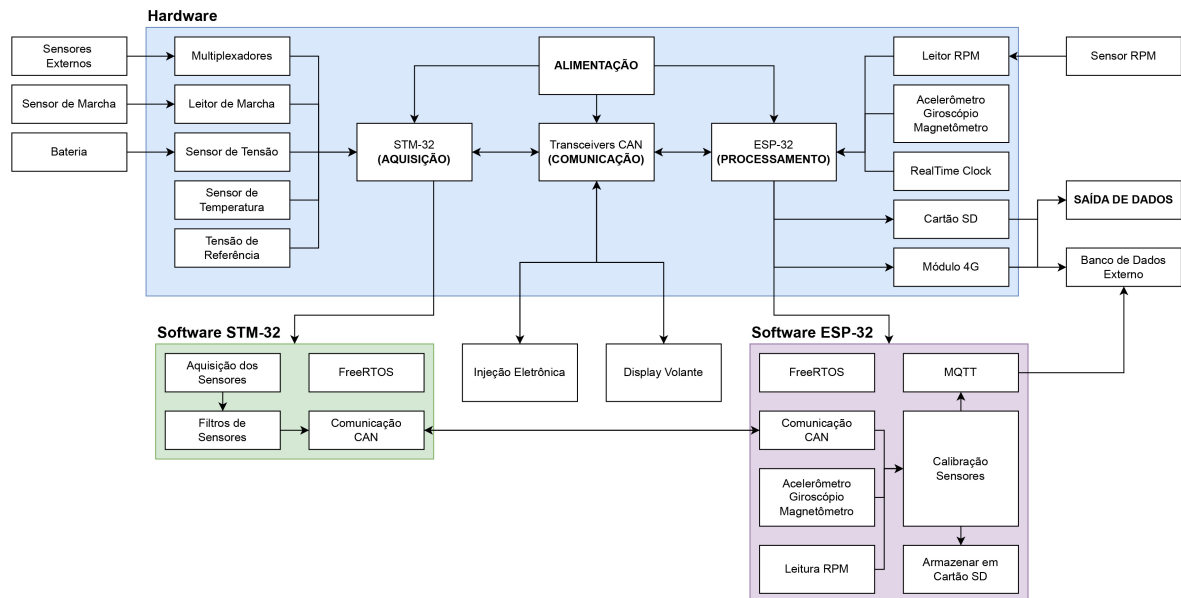 Hardware
Sensores
Externos
Multiplexadores
ALIMENTAÇÃO
Leitor RPM
Sensor RPM
Sensor de Marcha
Leitor de Marcha
Acelerômetro
Giroscópio
Magnetômetro
Bateria
Sensor de Tensão
STM-32
(AQUISIÇÃO)
Transceivers CAN
(COMUNICAÇÃO)
ESP-32
(PROCESSAMENTO)
RealTime Clock
Sensor de
Temperatura
Cartão SD
SAÍDA DE DADOS
Tensão de
Referência
Módulo 4G
Banco de Dados
Externo
Software STM-32
Aquisição dos
Sensores
FreeRTOS
Filtros de
Sensores
Comunicação
CAN
Injeção Eletrônica
Display Volante
Software ESP-32
FreeRTOS
MQTT
Comunicação
CAN
Calibração
Sensores
Acelerômetro
Giroscópio
Magnetômetro
Leitura RPM
Armazenar em
Cartão SD